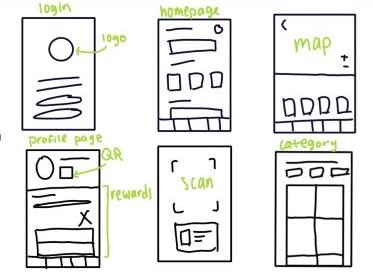 login
logo
homepage
map
profile page
QR
rewards
X
scan
category